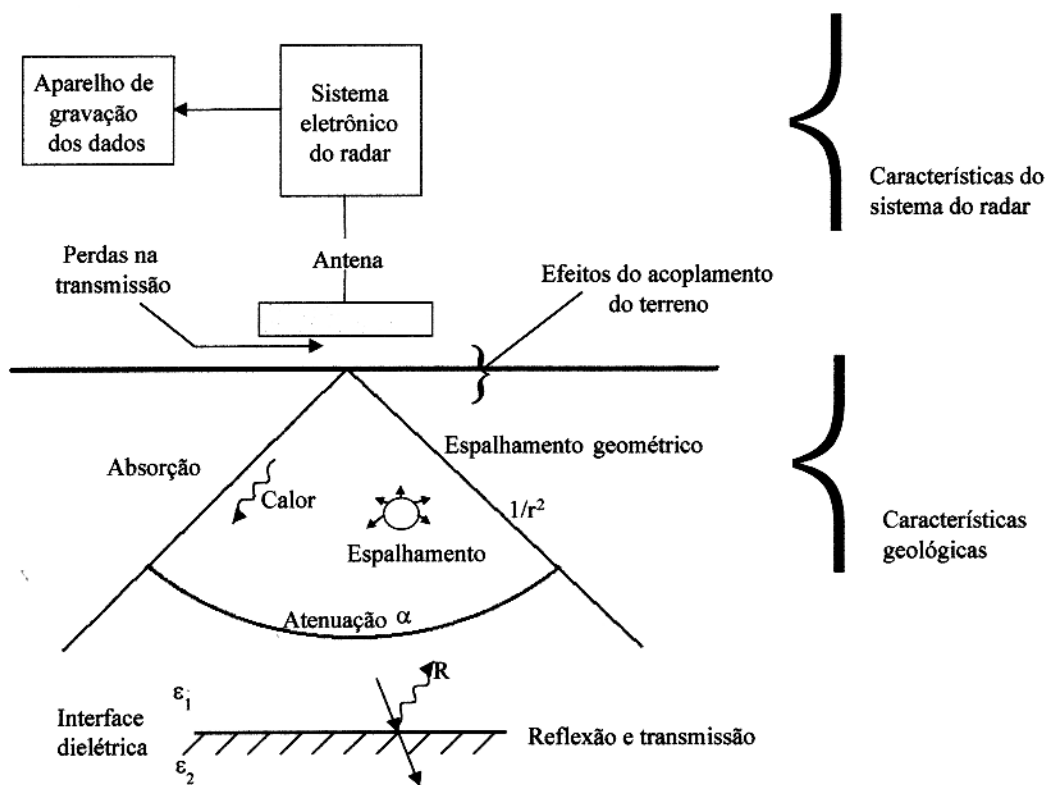 Aparelho de
gravação
dos dados
Sistema
eletrônico
do radar
Características do
sistema do radar
Perdas na
transmissão
Antena
Efeitos do acoplamento
do terreno
Absorção
Espalhamento geométrico
Calor
1/r²
Espalhamento
Características
geológicas
Atenuação α
R
ε₁
Interface
dielétrica
Reflexão e transmissão
ε₂